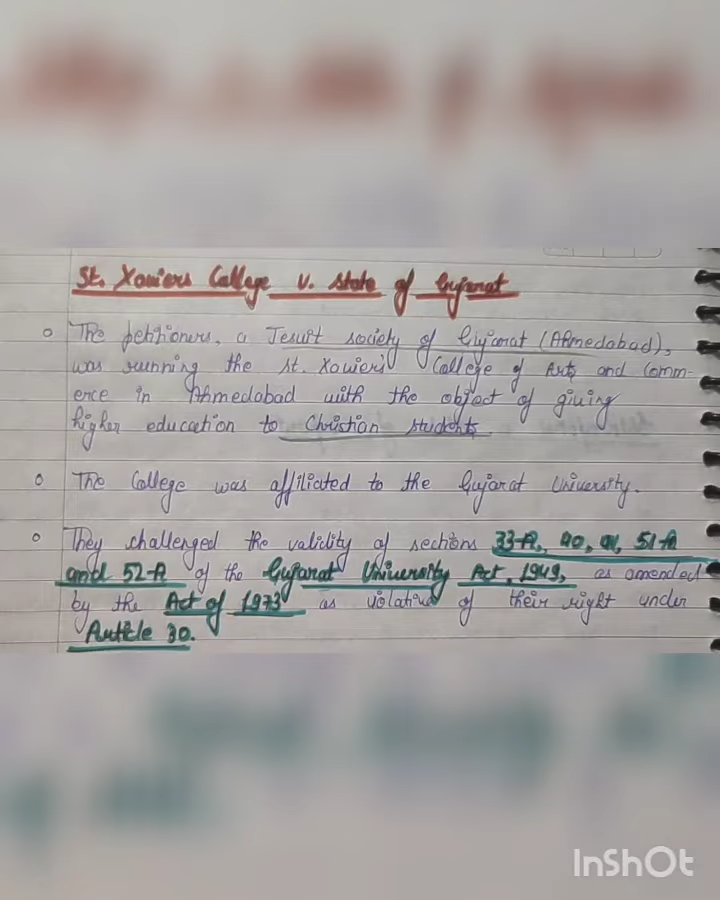 St. Xaviers College v. State of Gujarat
The petitioners, a Jesuit society of Gujarat (Ahmedabad),
was running the St. Xavier's College of Arts and Comm-
erce in Ahmedabad with the object of giving
higher education to Christian students.
The College was affiliated to the Gujarat University.
They challenged the validity of sections 33-A, 40, 41, 51-A
and 52-A of the Gujarat University Act, 1949, as amended
by the Act of 1973 as violative of their right under
Article 30.
InShOt